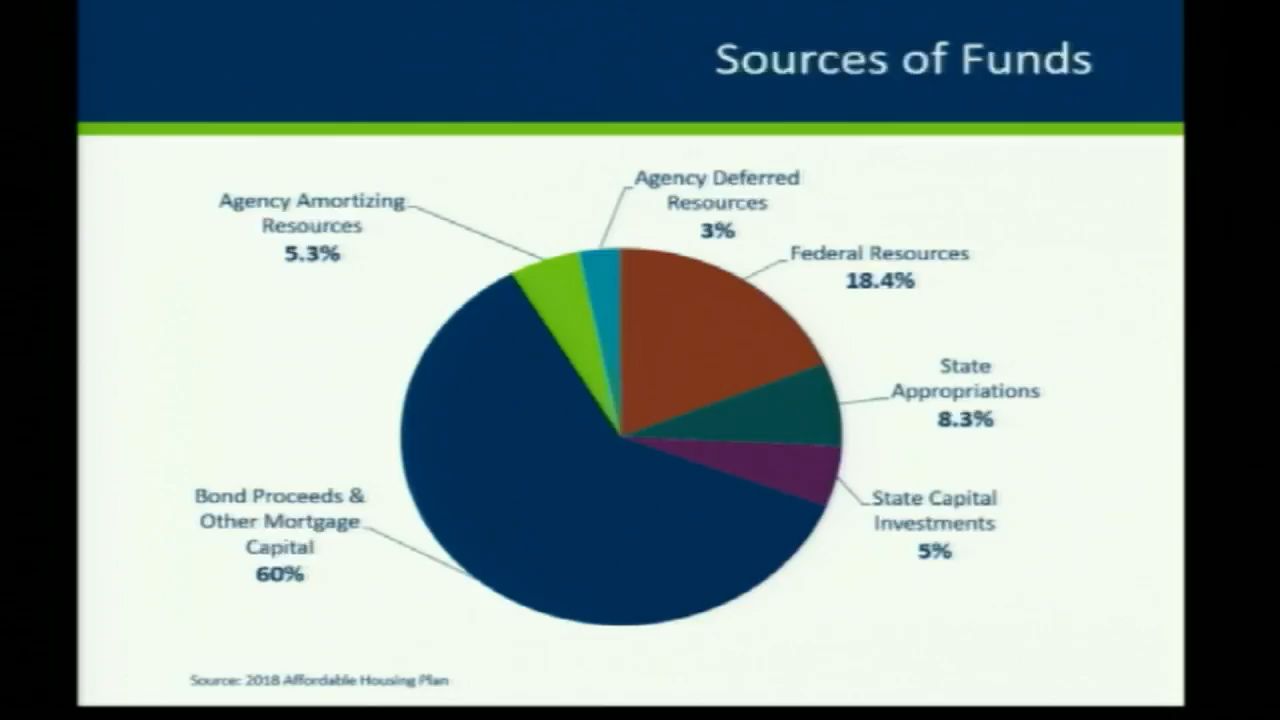 Sources of Funds
Agency Deferred
Resources
3%
Agency Amortizing
Resources
5.3%
Federal Resources
18.4%
State
Appropriations
8.3%
Bond Proceeds &
Other Mortgage
Capital
60%
State Capital
Investments
5%
Source: 2018 Affordable Housing Plan